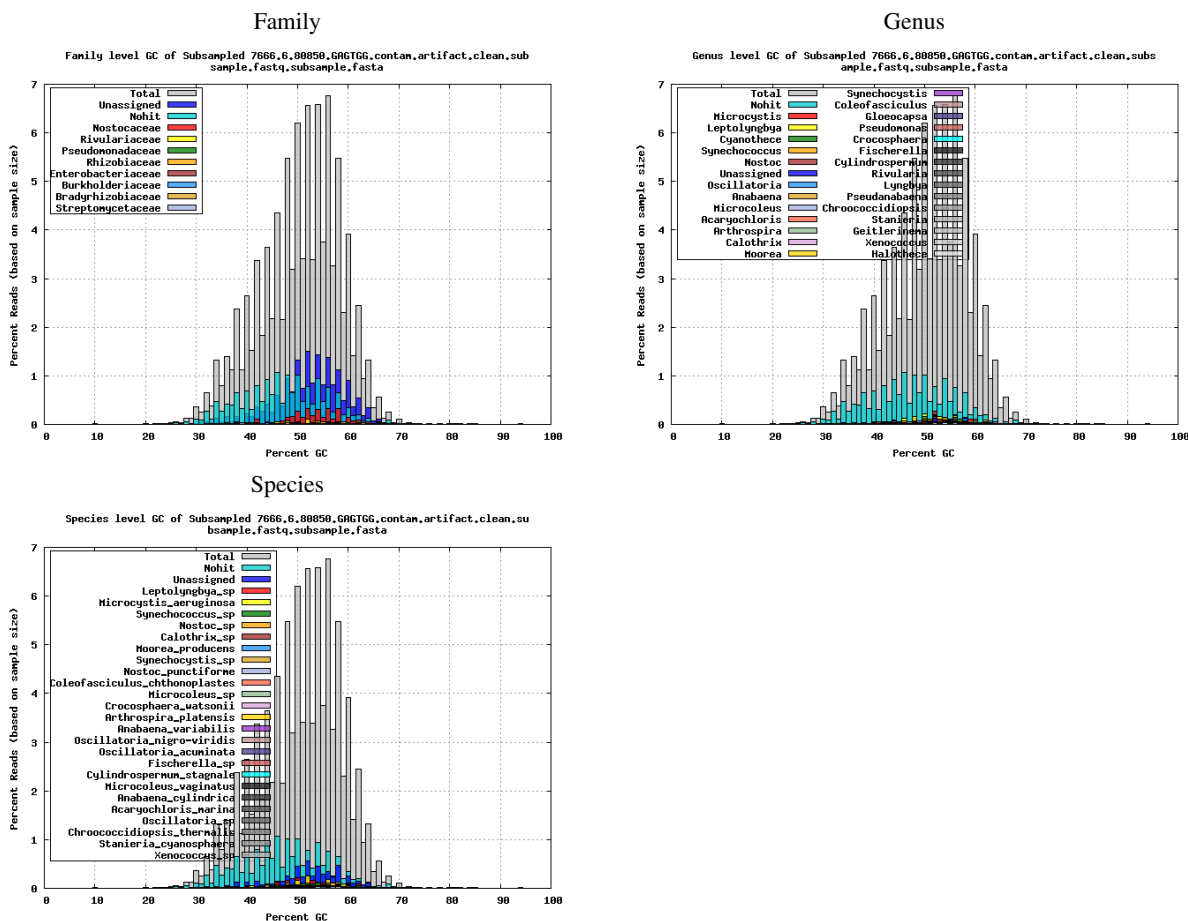 Family
Family level GC of Subsampled 7666.6.80850.GAGTGG.contam.artifact.clean.sub
sample.fastq.subsample.fasta
Percent Reads (based on sample size)
7
6
5
4
3
2
1
0
Total
Unassigned
Nohit
Nostocaceae
Rivulariaceae
Pseudomonadaceae
Rhizobiaceae
Enterobacteriaceae
Burkholderiaceae
Bradyrhizobiaceae
Streptomycetaceae
0 10 20 30 40 50 60 70 80 90 100
Percent GC
Genus
Genus level GC of Subsampled 7666.6.80850.GAGTGG.contam.artifact.clean.subs
ample.fastq.subsample.fasta
Percent Reads (based on sample size)
7
6
5
4
3
2
1
0
Total
Nohit
Microcystis
Leptolyngbya
Cyanothece
Synechococcus
Nostoc
Unassigned
Oscillatoria
Anabaena
Microcoleus
Acaryochloris
Arthrospira
Calothrix
Moorea
Synechocystis
Coleofasciculus
Gloeocapsa
Pseudomonas
Crocosphaera
Fischerella
Cylindrospermum
Rivularia
Lyngbya
Pseudanabaena
Chroococcidiopsis
Stanieria
Geitlerinema
Xenococcus
Halothece
0 10 20 30 40 50 60 70 80 90 100
Percent GC
Species
Species level GC of Subsampled 7666.6.80850.GAGTGG.contam.artifact.clean.su
bsample.fastq.subsample.fasta
Percent Reads (based on sample size)
7
6
5
4
3
2
1
0
Total
Nohit
Unassigned
Leptolyngbya_sp
Microcystis_aeruginosa
Synechococcus_sp
Nostoc_sp
Calothrix_sp
Moorea_producens
Synechocystis_sp
Nostoc_punctiforme
Coleofasciculus_chthonoplastes
Microcoleus_sp
Crocosphaera_watsonii
Arthrospira_platensis
Anabaena_variabilis
Oscillatoria_nigro-viridis
Oscillatoria_acuminata
Fischerella_sp
Cylindrospermum_stagnale
Microcoleus_vaginatus
Anabaena_cylindrica
Acaryochloris_marina
Oscillatoria_sp
Chroococcidiopsis_thermalis
Stanieria_cyanosphaera
Xenococcus_sp
0 10 20 30 40 50 60 70 80 90 100
Percent GC